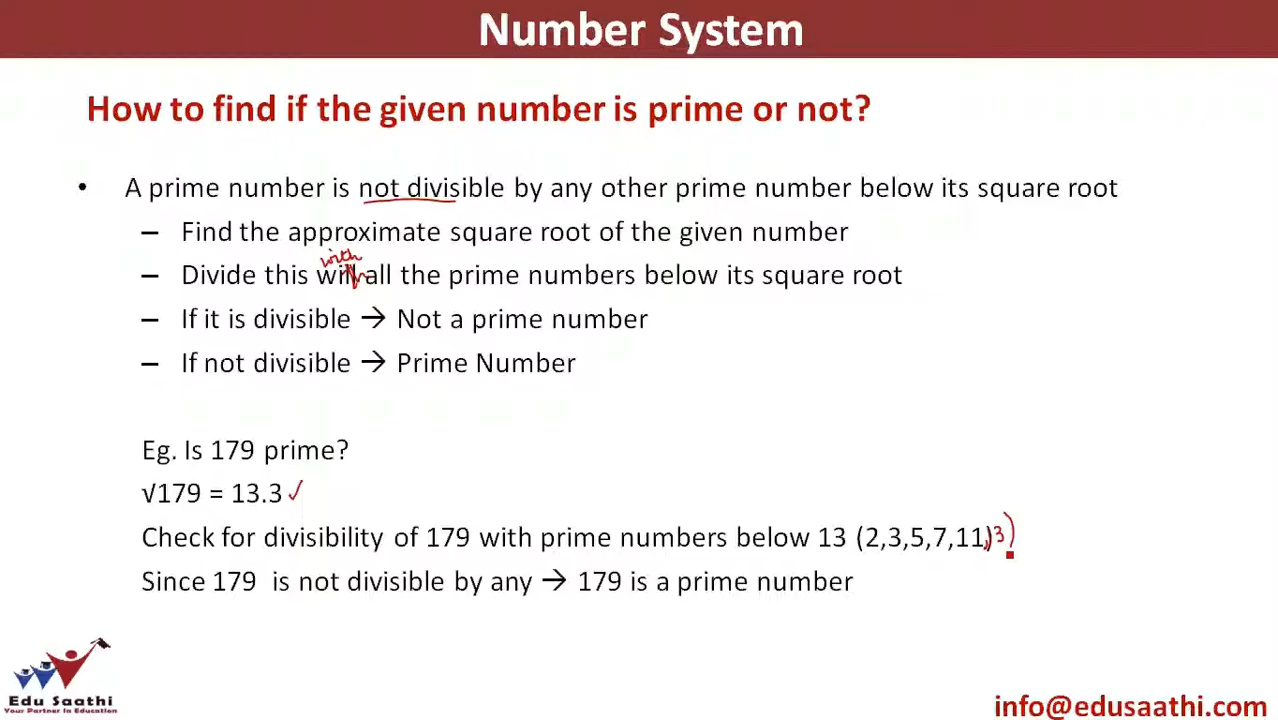 Number System
How to find if the given number is prime or not?
• A prime number is not divisible by any other prime number below its square root
– Find the approximate square root of the given number
with
– Divide this will all the prime numbers below its square root
– If it is divisible → Not a prime number
– If not divisible → Prime Number
Eg. Is 179 prime?
√179 = 13.3 ✓
Check for divisibility of 179 with prime numbers below 13 (2,3,5,7,11,13)
Since 179 is not divisible by any → 179 is a prime number
Edu Saathi
Your Partner in Education
info@edusaathi.com